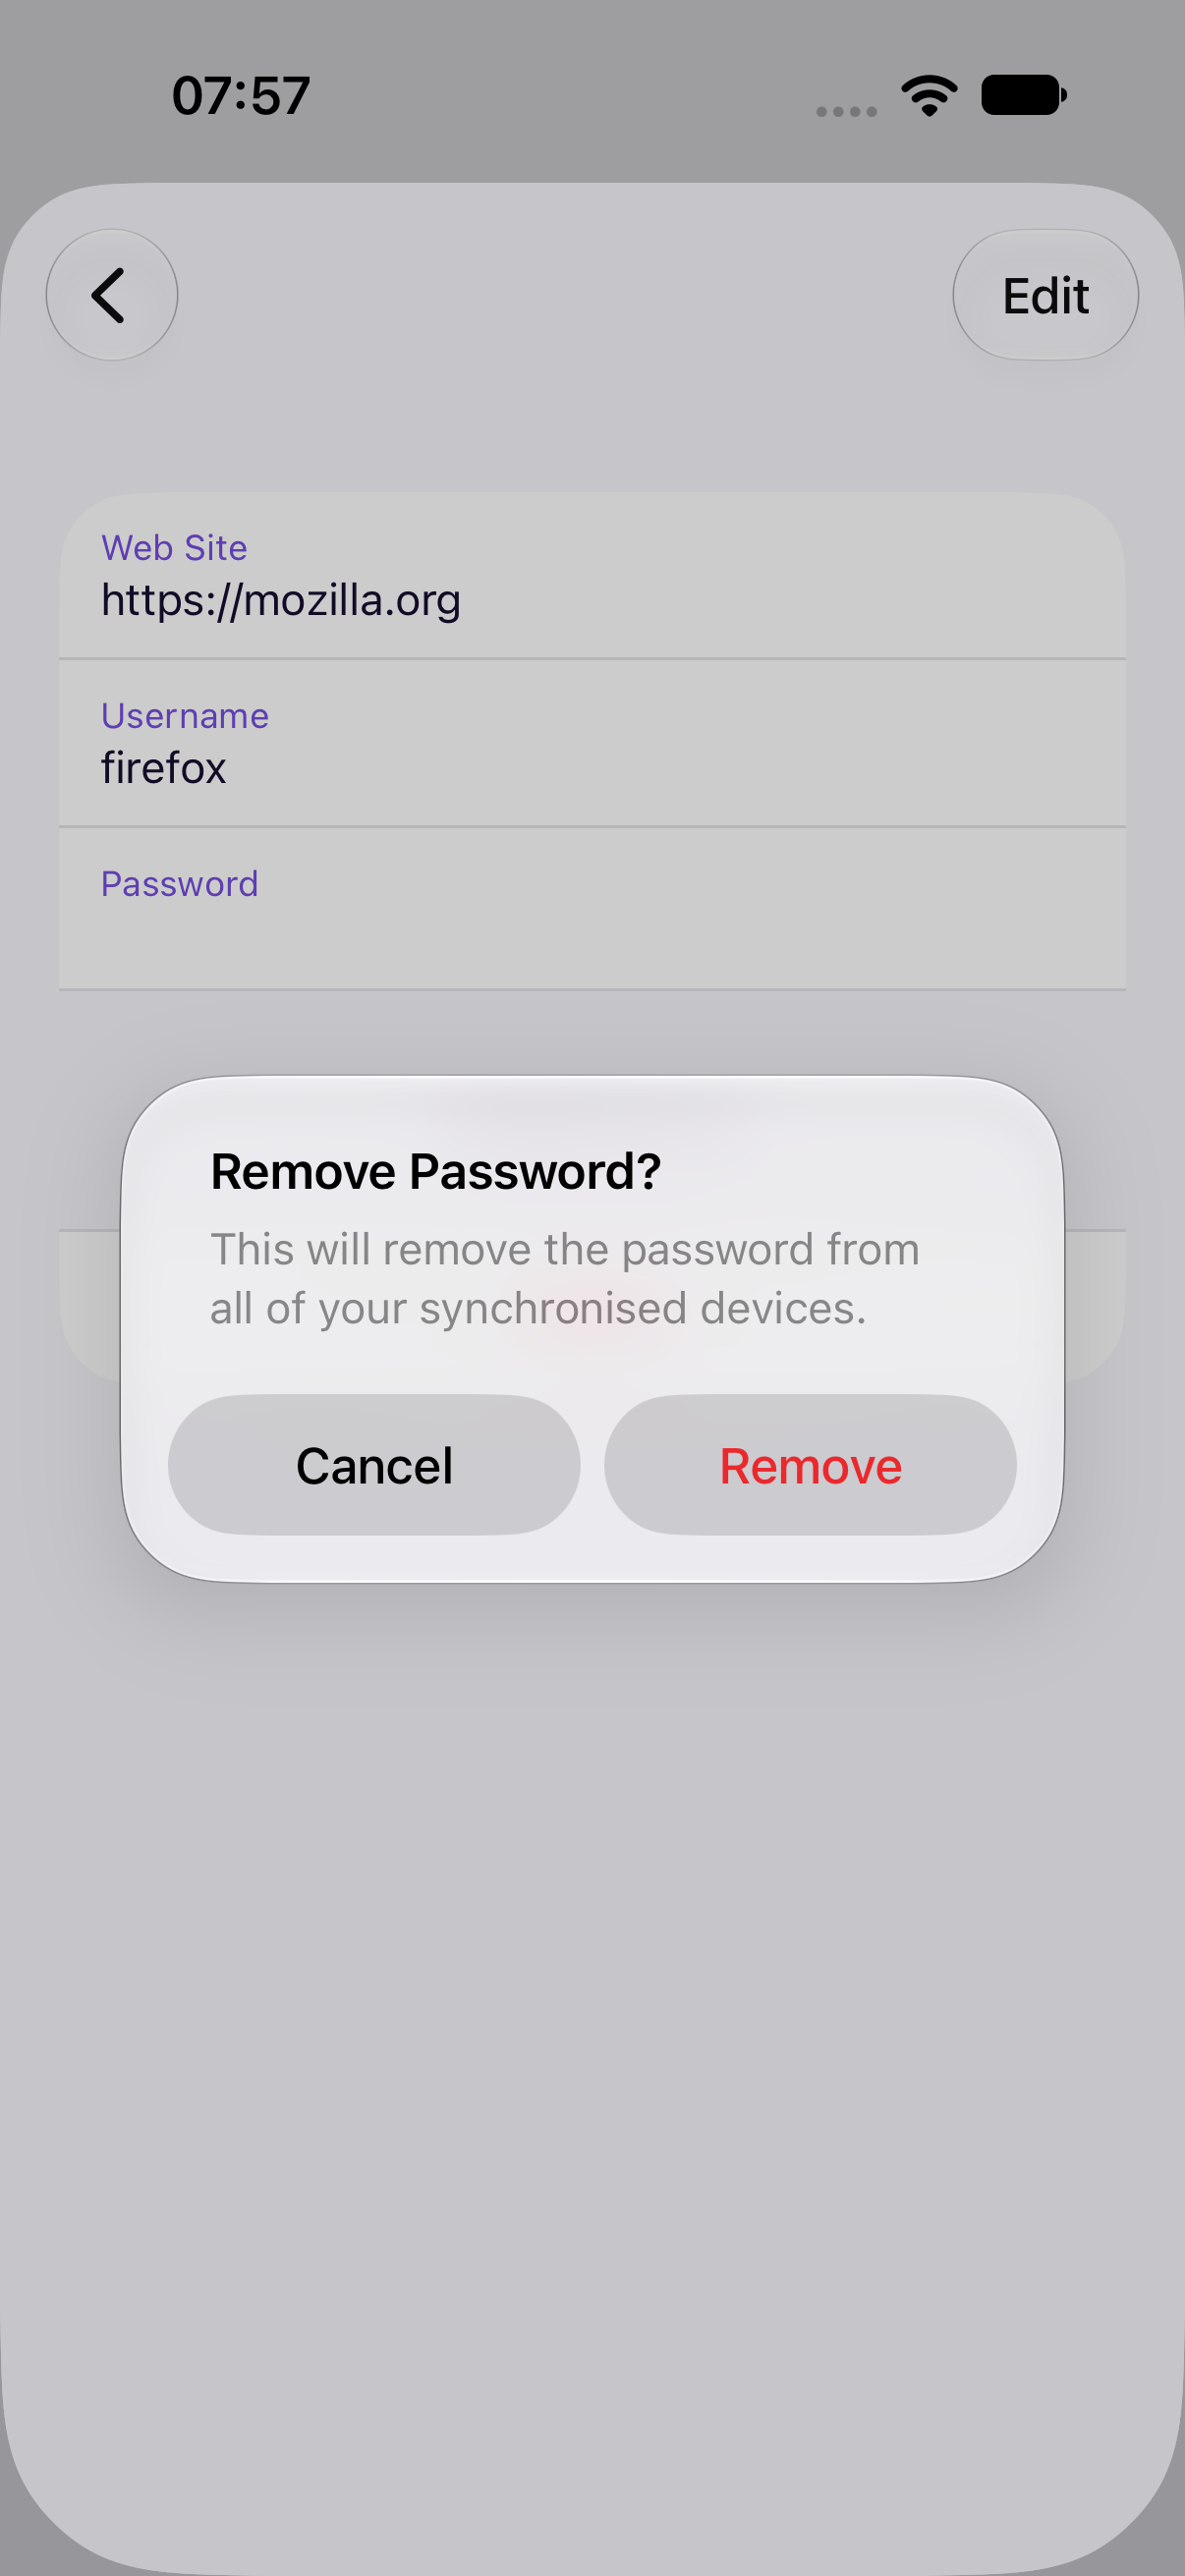 07:57
Edit
Web Site
https://mozilla.org
Username
firefox
Password
Remove Password?
This will remove the password from
all of your synchronised devices.
Cancel
Remove